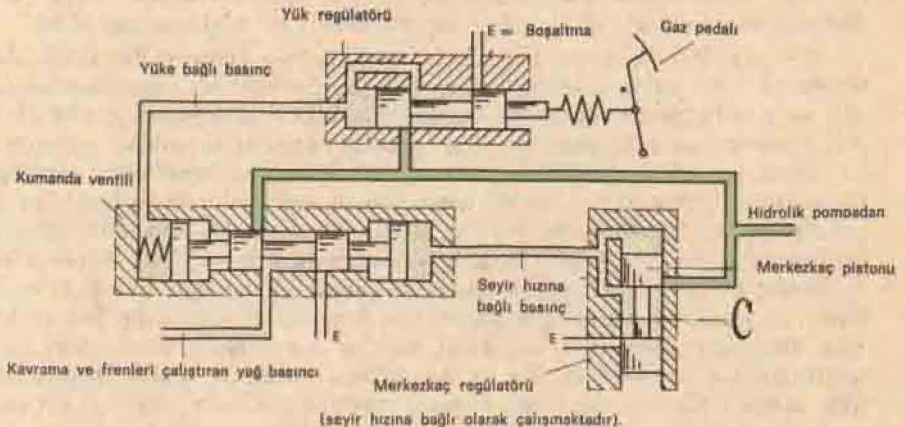 Yük regülatörü
E = Boşaltma
Gaz pedalı
Yüke bağlı basınç
Kumanda ventili
Hidrolik pompadan
Merkezkaç pistonu
Seyir hızına
bağlı basınç
E
E
Kavrama ve frenleri çalıştıran yağ basıncı
Merkezkaç regülatörü
(seyir hızına bağlı olarak çalışmaktadır).